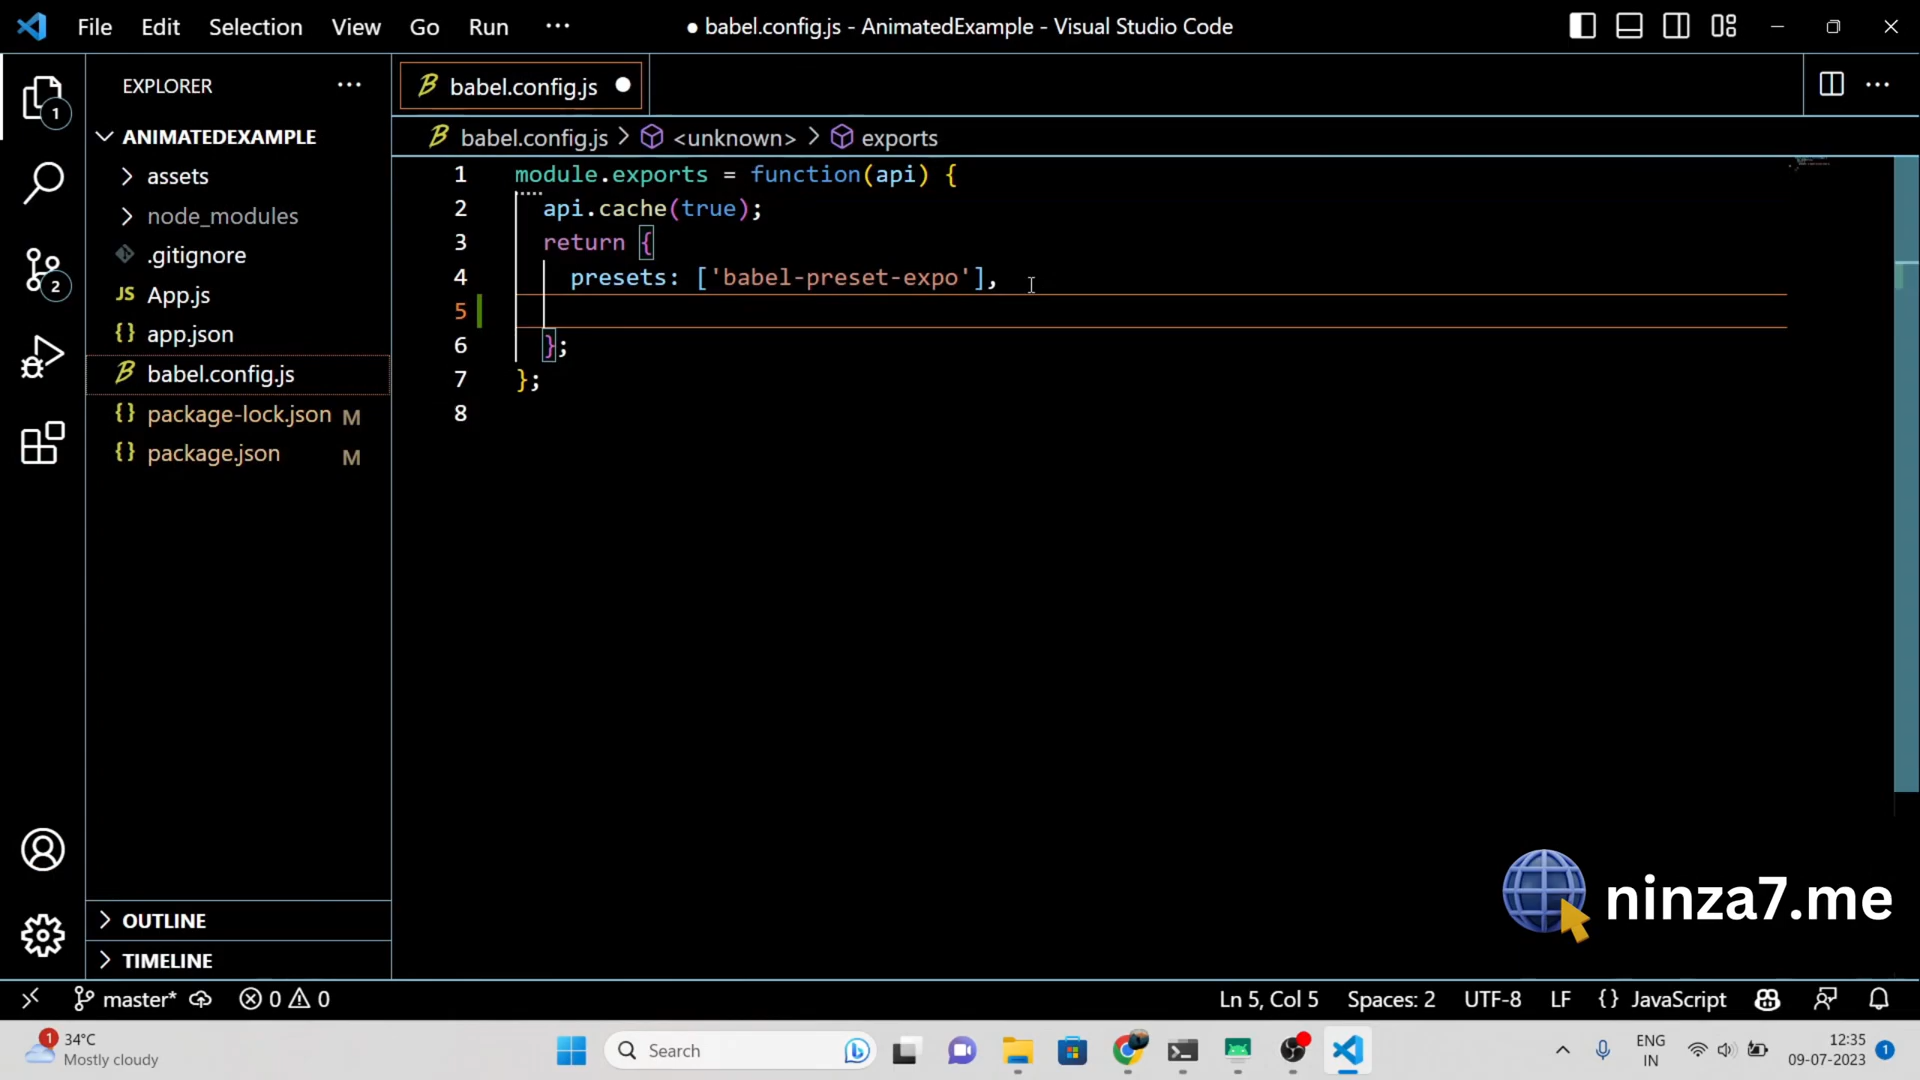 File Edit Selection View Go Run ···
● babel.config.js - AnimatedExample - Visual Studio Code
EXPLORER ···
babel.config.js ●
1
babel.config.js > <unknown> > exports
ANIMATEDEXAMPLE
assets
node_modules
.gitignore
JS App.js
{} app.json
babel.config.js
{} package-lock.json M
{} package.json M
2
1 module.exports = function(api) {
2 api.cache(true);
3 return {
4 presets: ['babel-preset-expo'],
5
6 };
7 };
8
ninza7.me
OUTLINE
TIMELINE
master* 0 0
Ln 5, Col 5 Spaces: 2 UTF-8 LF {} JavaScript
1 34°C
Mostly cloudy
Search
ENG
IN
12:35
09-07-2023
1